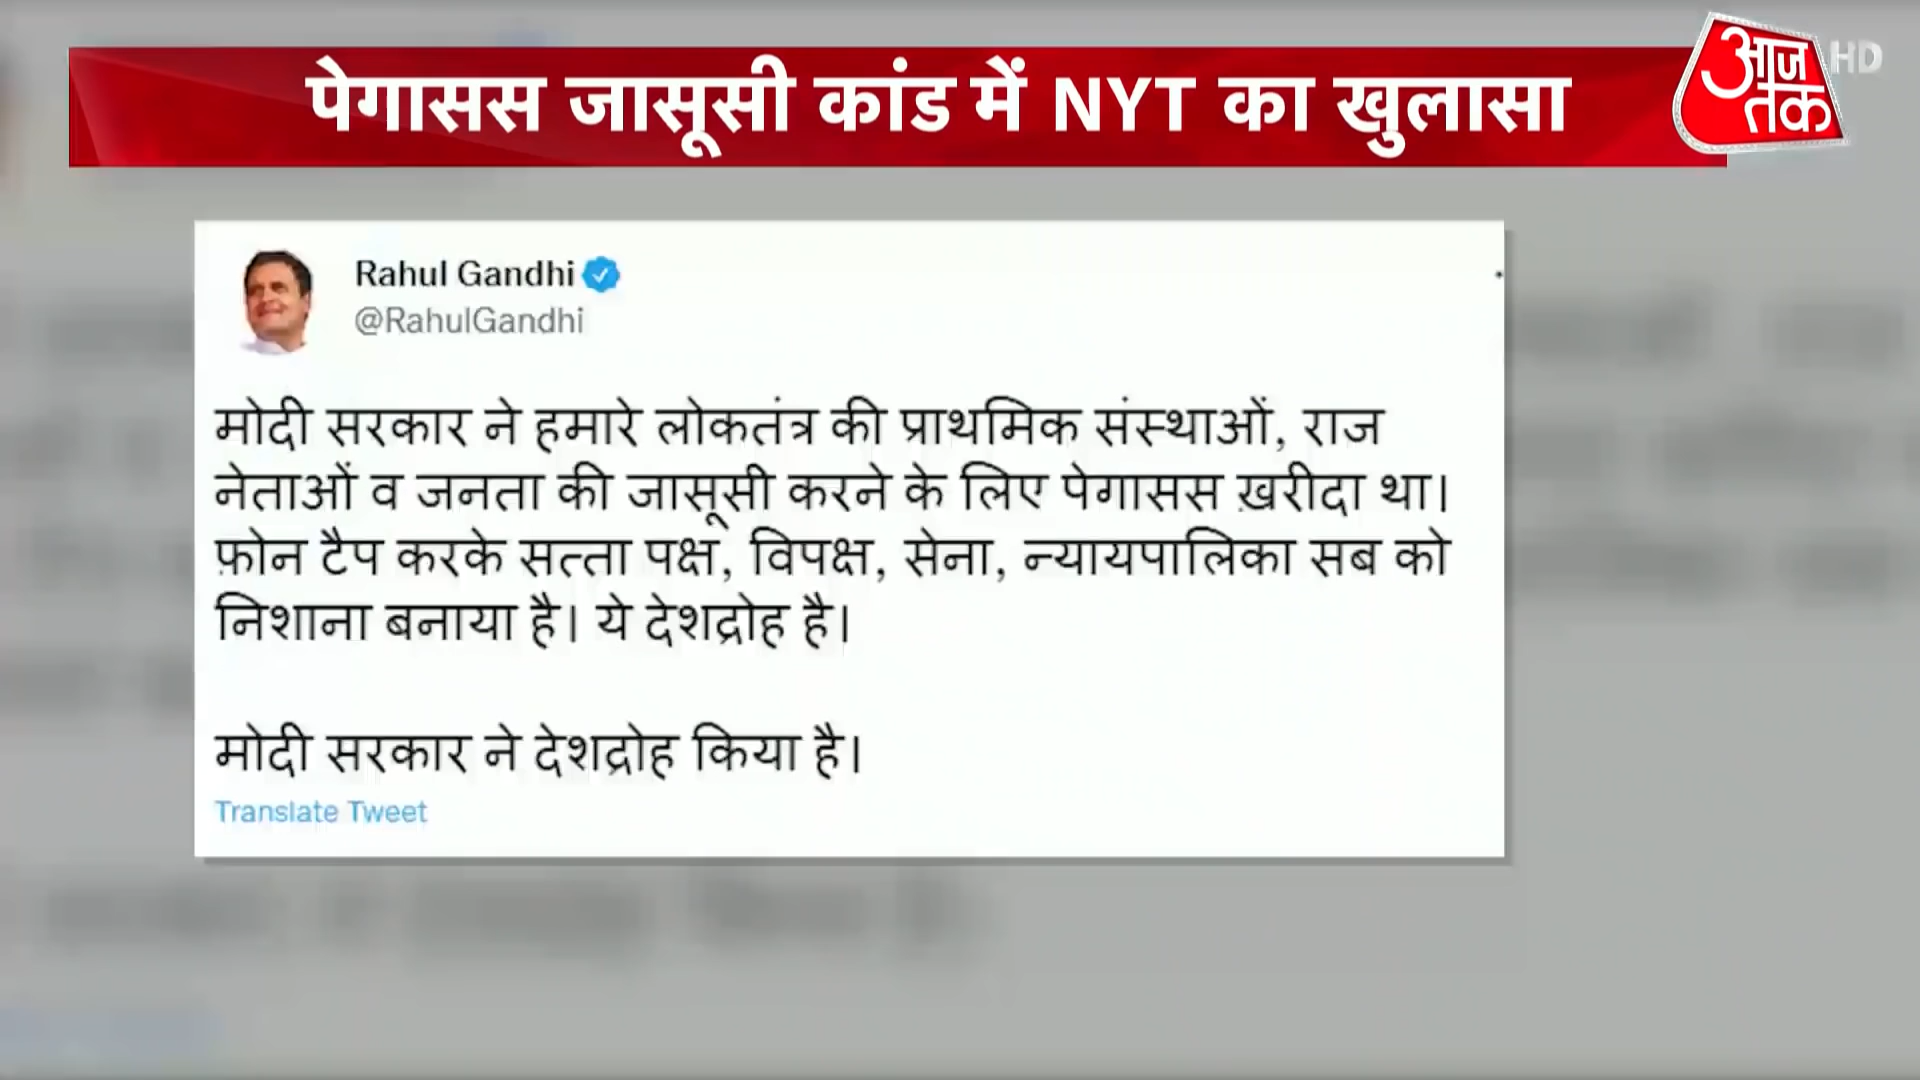 पेगासस जासूसी कांड में NYT का खुलासा
आज तक HD
Rahul Gandhi
@RahulGandhi
मोदी सरकार ने हमारे लोकतंत्र की प्राथमिक संस्थाओं, राज
नेताओं व जनता की जासूसी करने के लिए पेगासस ख़रीदा था।
फ़ोन टैप करके सत्ता पक्ष, विपक्ष, सेना, न्यायपालिका सब को
निशाना बनाया है। ये देशद्रोह है।
मोदी सरकार ने देशद्रोह किया है।
Translate Tweet